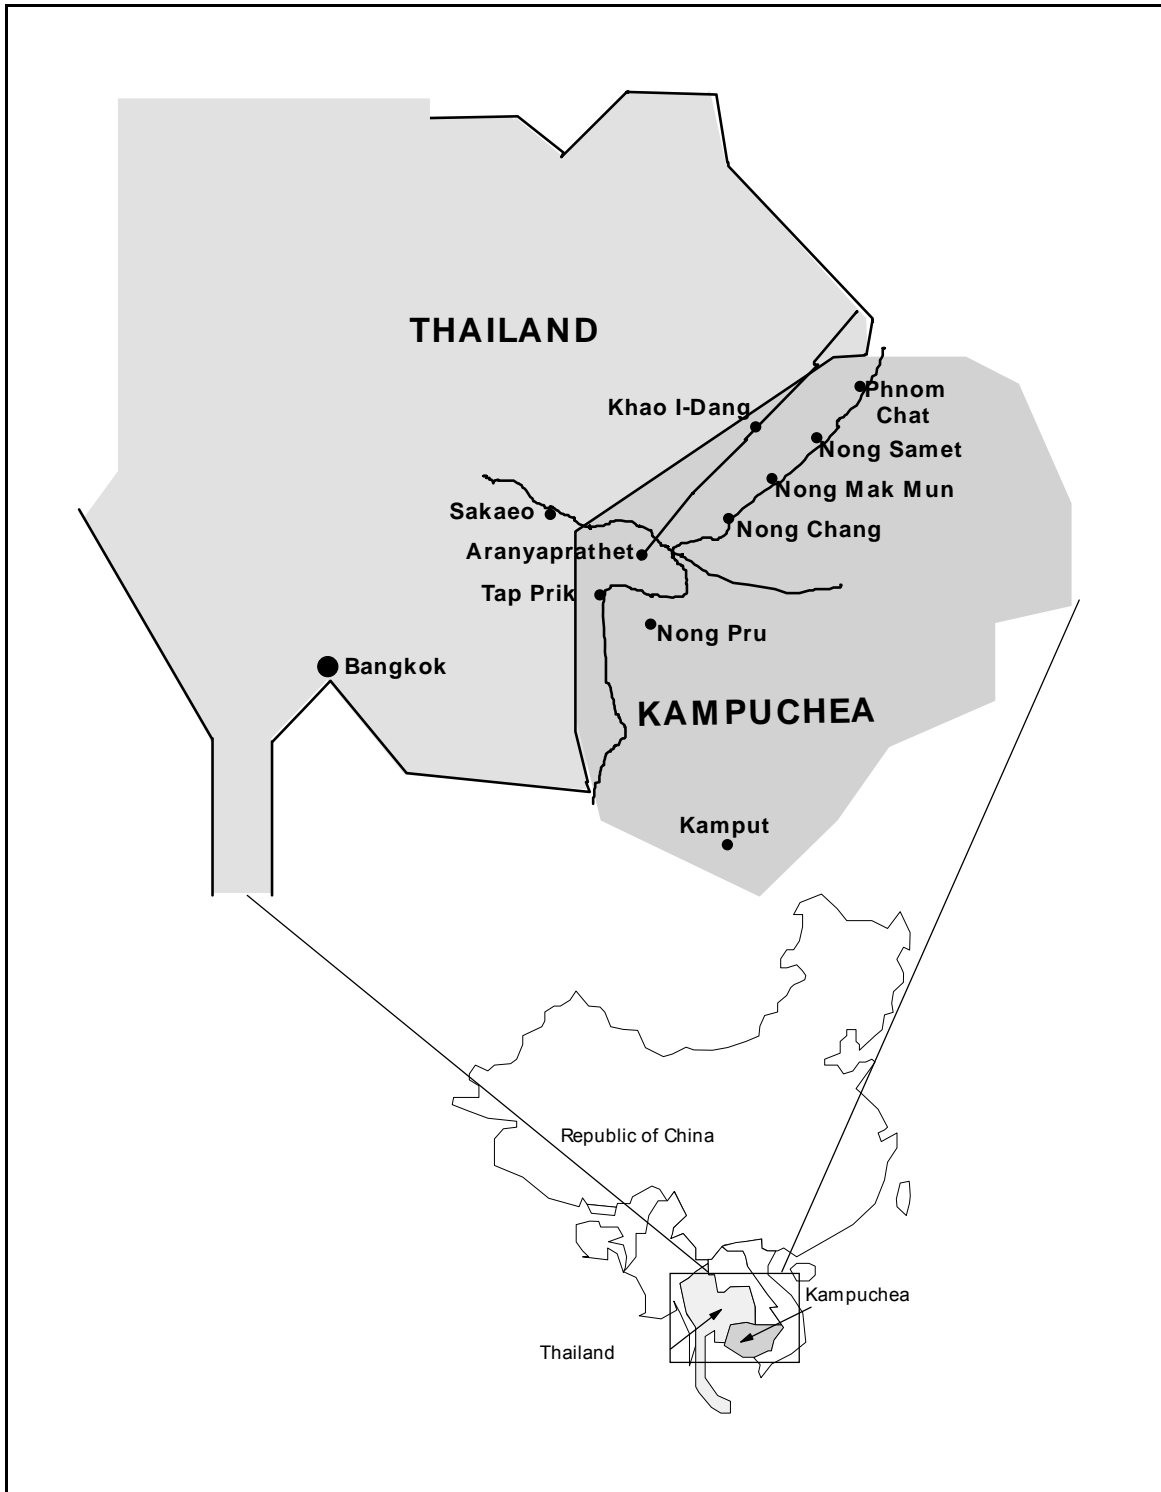 THAILAND
Phnom
Chat
Khao I-Dang
Nong Samet
Nong Mak Mun
Sakaeo
Nong Chang
Aranyaprathet
Tap Prik
Nong Pru
Bangkok
KAMPUCHEA
Kamput
Republic of China
Kampuchea
Thailand